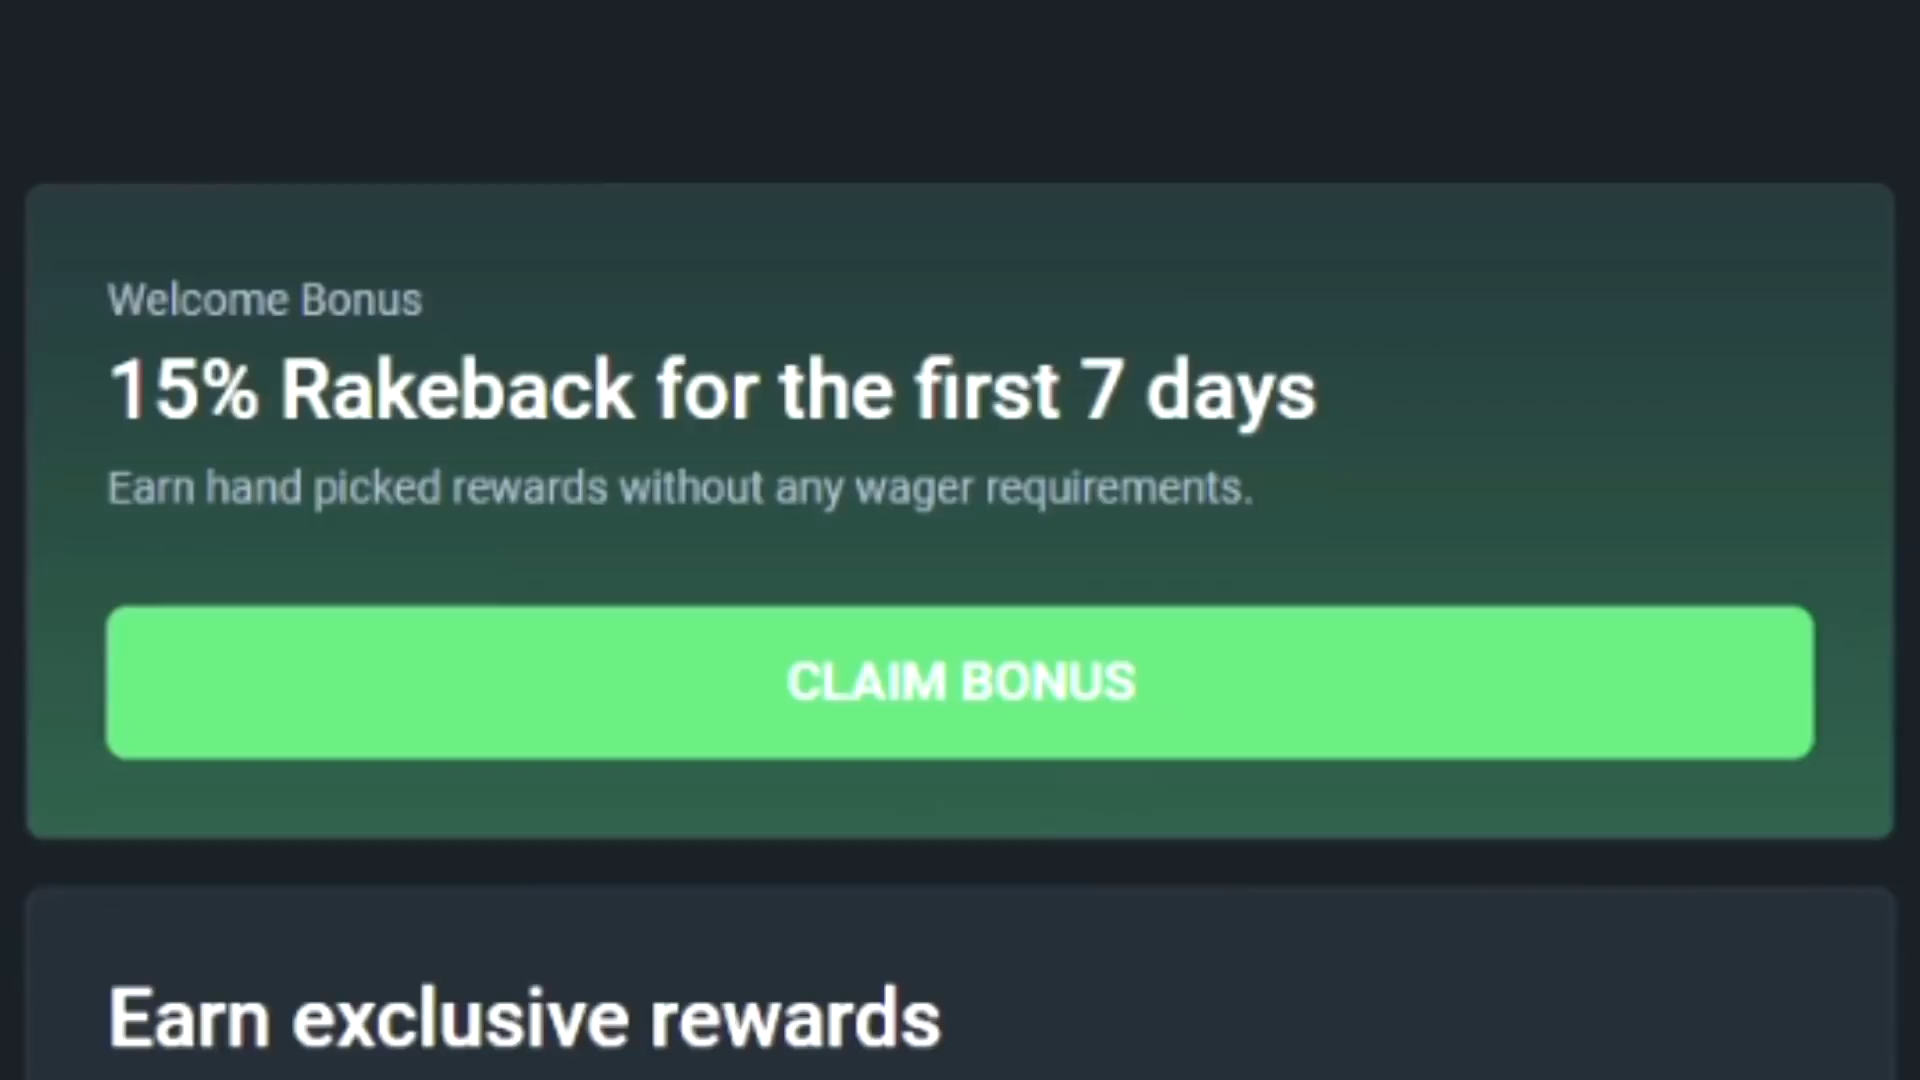 Welcome Bonus
15% Rakeback for the first 7 days
Earn hand picked rewards without any wager requirements.
CLAIM BONUS
Earn exclusive rewards